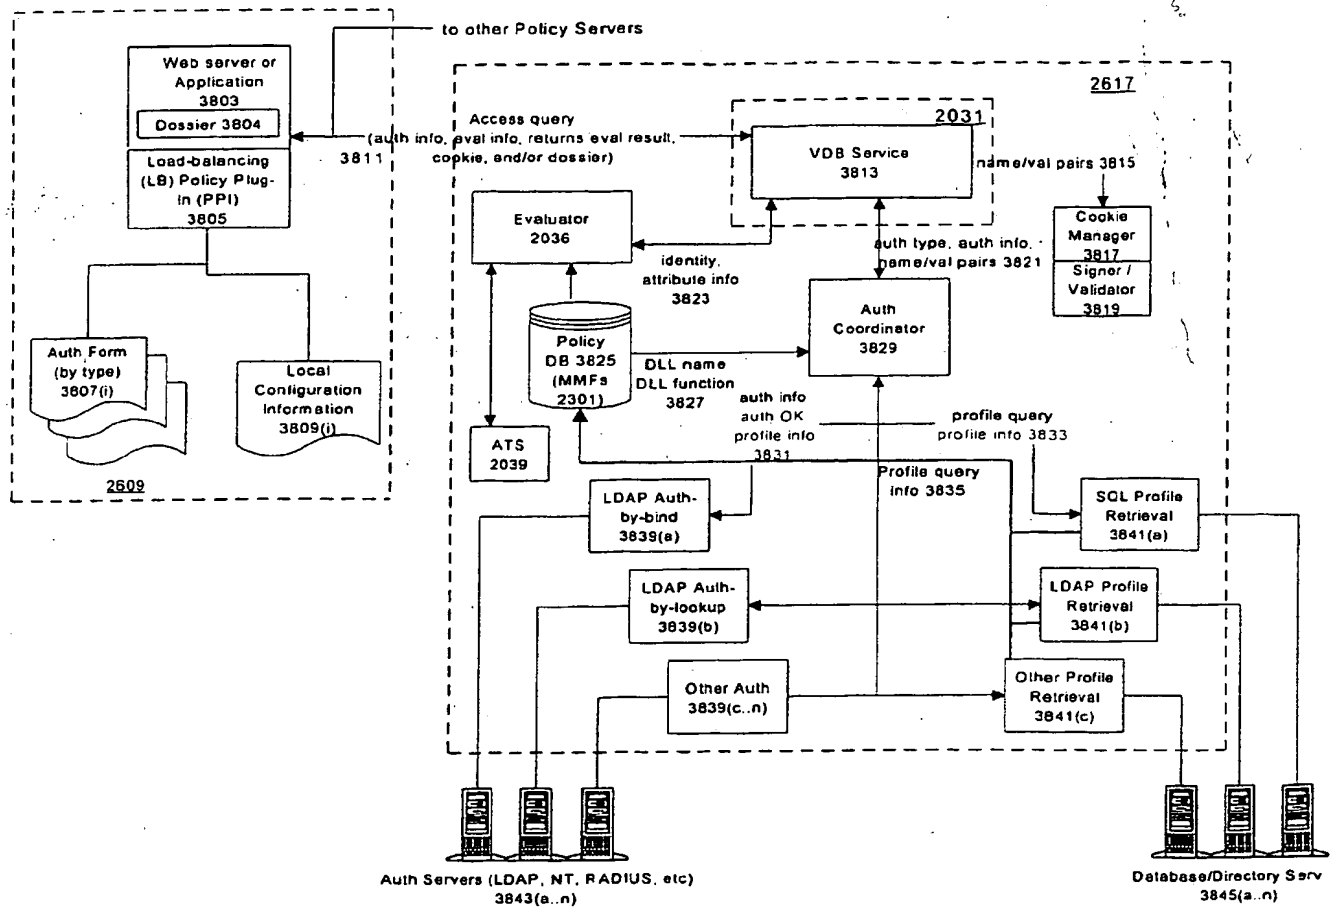 to other Policy Servers
Web server or
Application
3803
Dossier 3804
Load-balancing
(LB) Policy Plug-
In (PPI)
3805
Auth Form
(by type)
3807(i)
Local
Configuration
Information
3809(i)
2609
2617
Access query
(auth info, eval info, returns eval result,
3811 cookie, and/or dossier)
2031
VDB Service
3813
name/val pairs 3815
Cookie
Manager
3817
Signer /
Validator
3819
Evaluator
2036
identity,
attribute info
3823
auth type, auth info,
name/val pairs 3821
Auth
Coordinator
3829
Policy
DB 3825
(MMFs
2301)
DLL name
DLL function
3827
auth info
auth OK
profile info
3831
profile query
profile info 3833
ATS
2039
Profile query
info 3835
LDAP Auth-
by-bind
3839(a)
SQL Profile
Retrieval
3841(a)
LDAP Auth-
by-lookup
3839(b)
LDAP Profile
Retrieval
3841(b)
Other Auth
3839(c..n)
Other Profile
Retrieval
3841(c)
Auth Servers (LDAP, NT, RADIUS, etc)
3843(a..n)
Database/Directory Serv
3845(a..n)